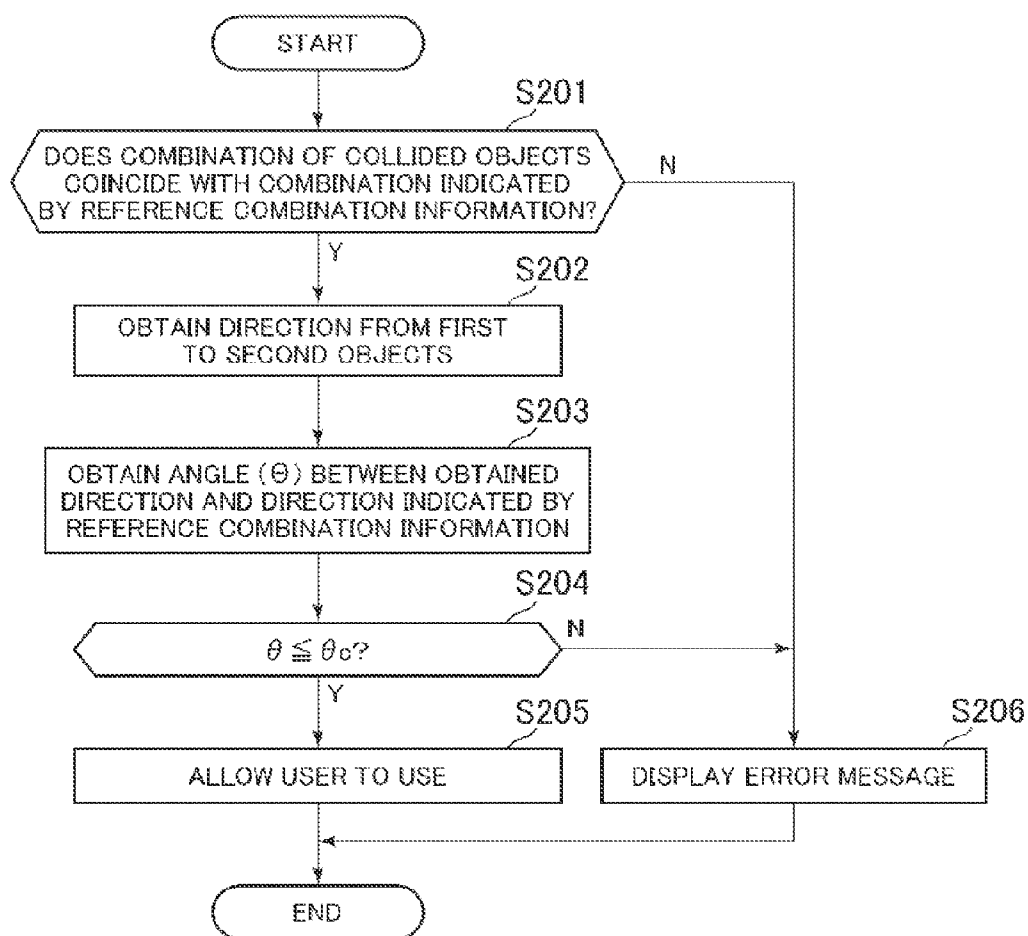 START
S201
DOES COMBINATION OF COLLIDED OBJECTS
COINCIDE WITH COMBINATION INDICATED
BY REFERENCE COMBINATION INFORMATION?
N
Y
S202
OBTAIN DIRECTION FROM FIRST
TO SECOND OBJECTS
S203
OBTAIN ANGLE (Θ) BETWEEN OBTAINED
DIRECTION AND DIRECTION INDICATED BY
REFERENCE COMBINATION INFORMATION
S204
θ ≦ θc?
N
Y
S205
ALLOW USER TO USE
S206
DISPLAY ERROR MESSAGE
END